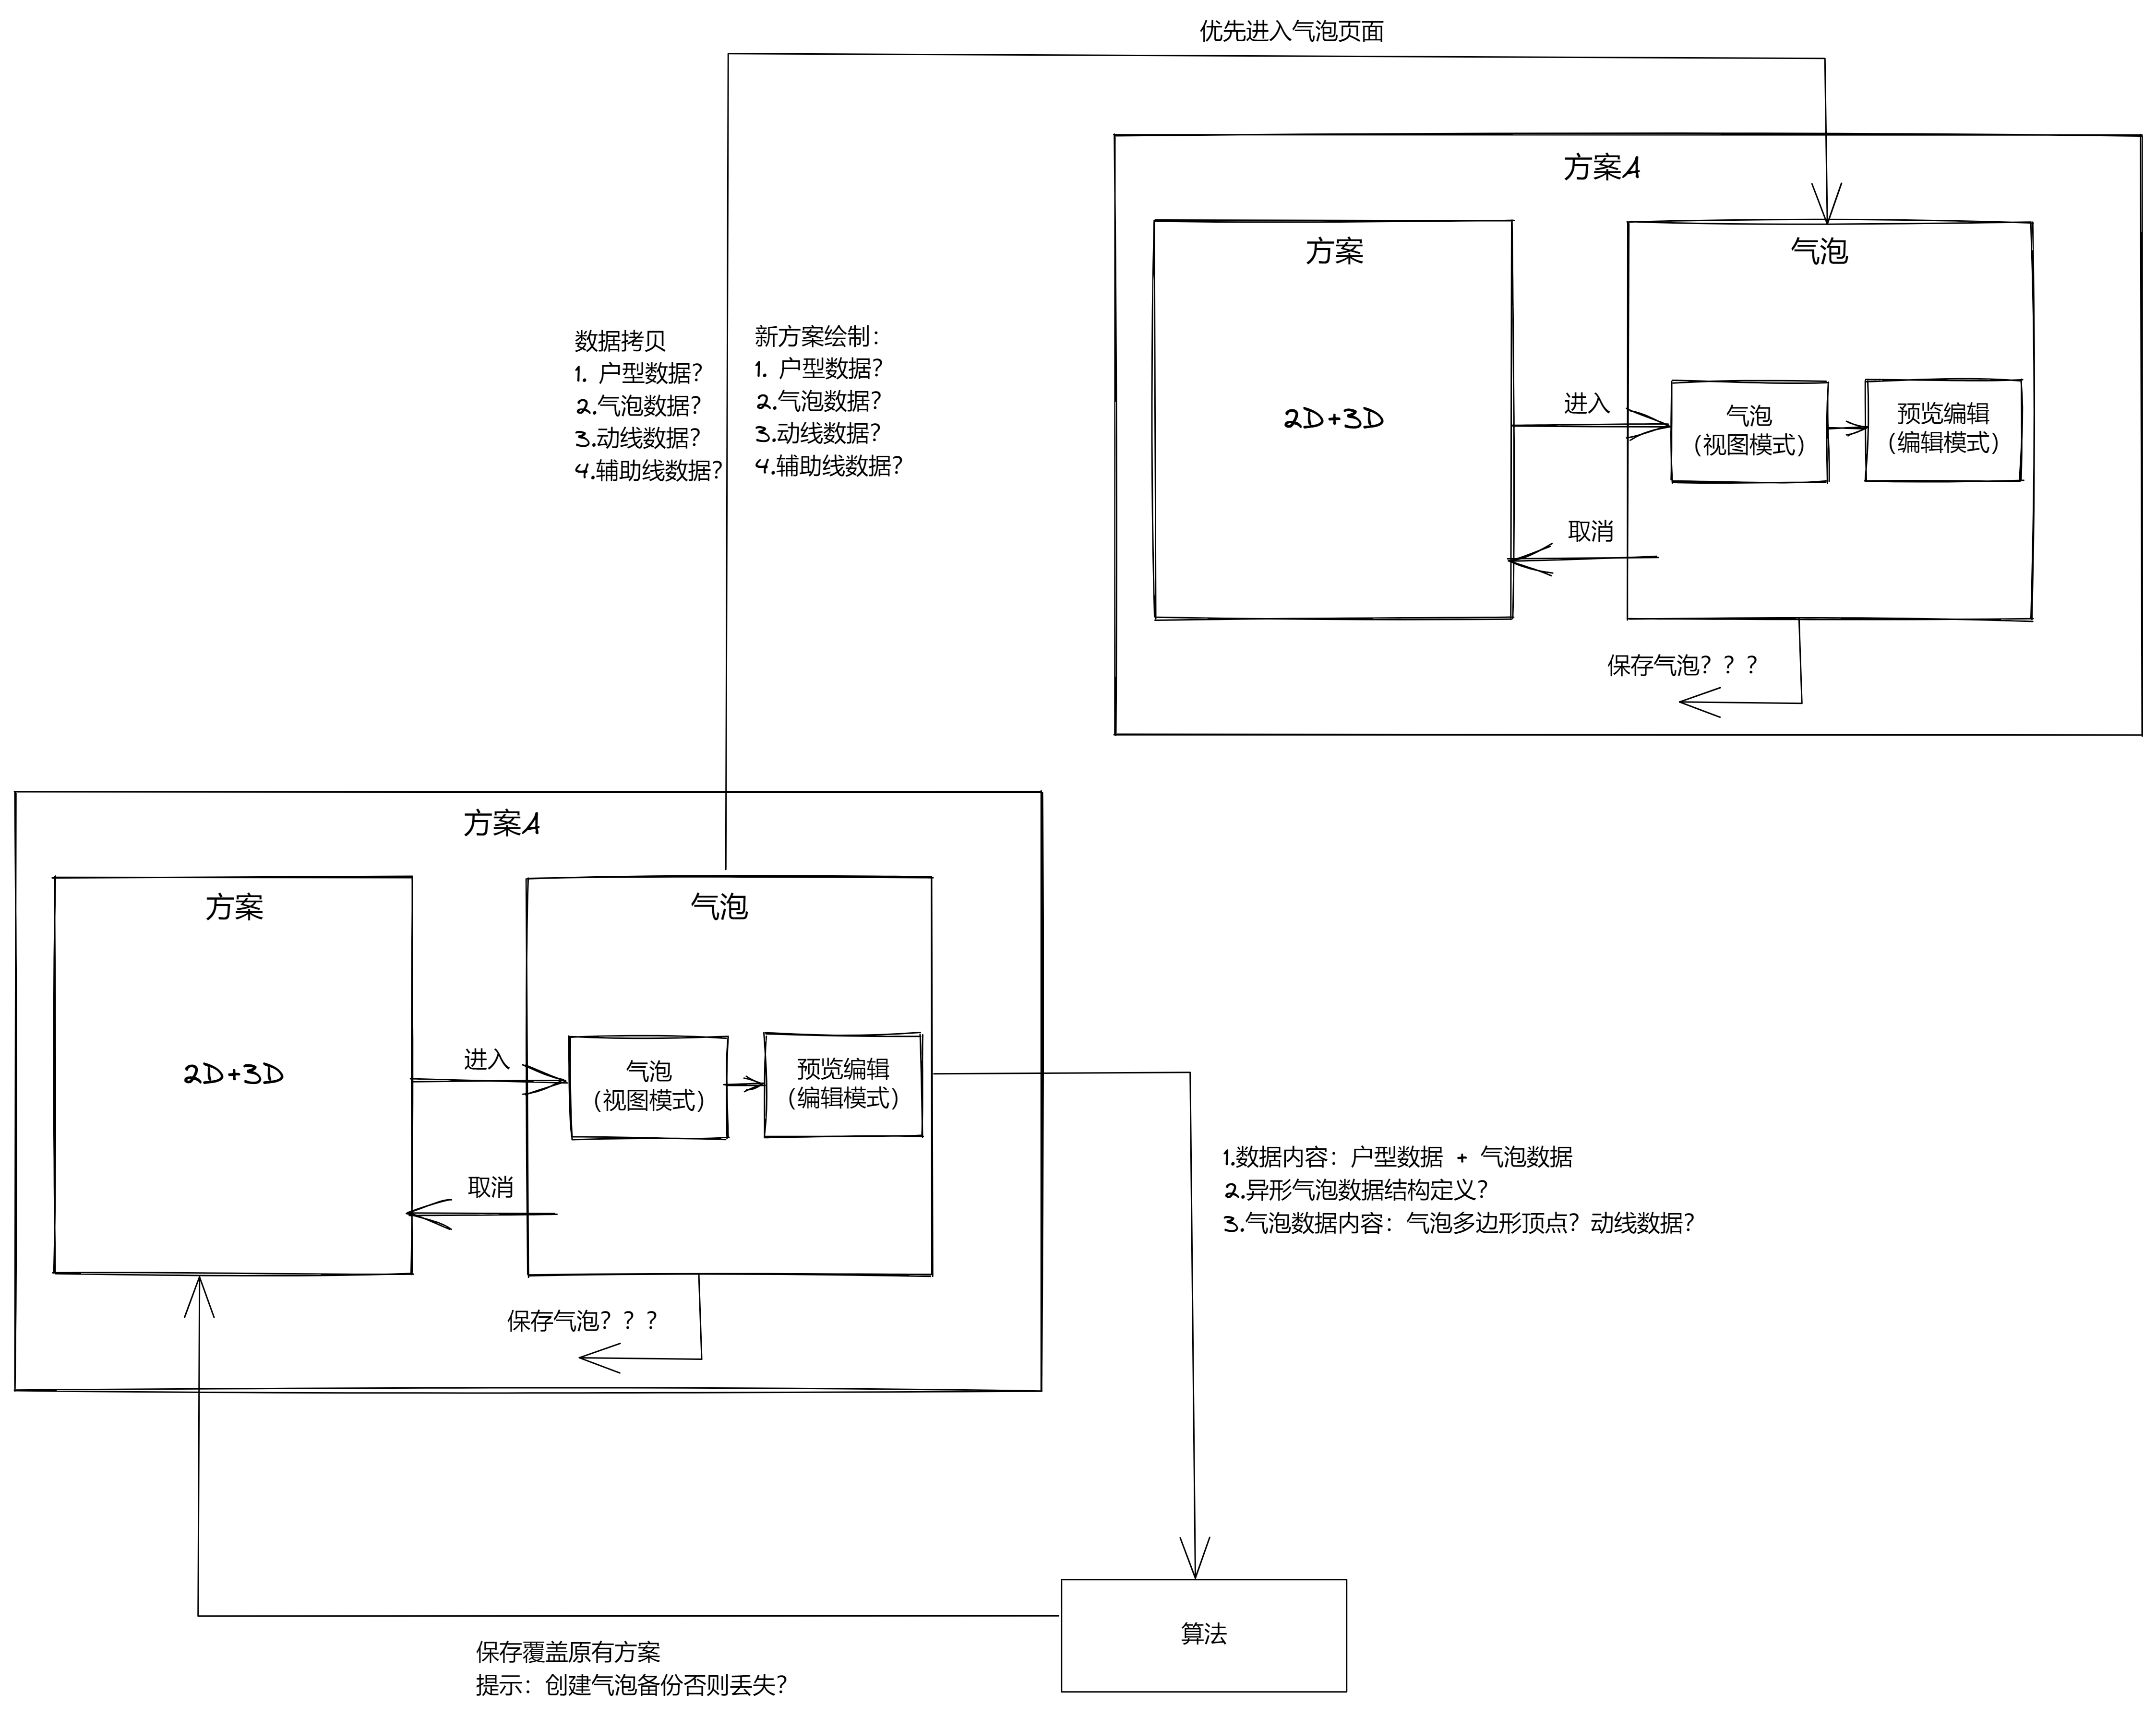 优先进入气泡页面
方案A
方案
气泡
2D+3D
进入
气泡
(视图模式)
预览编辑
(编辑模式)
取消
保存气泡？？？
数据拷贝
1. 户型数据?
2.气泡数据?
3.动线数据?
4.辅助线数据?
新方案绘制：
1. 户型数据?
2.气泡数据?
3.动线数据?
4.辅助线数据?
方案A
方案
气泡
2D+3D
进入
气泡
(视图模式)
预览编辑
(编辑模式)
取消
保存气泡？？？
1.数据内容：户型数据 + 气泡数据
2.异形气泡数据结构定义?
3.气泡数据内容：气泡多边形顶点？动线数据?
算法
保存覆盖原有方案
提示：创建气泡备份否则丢失?